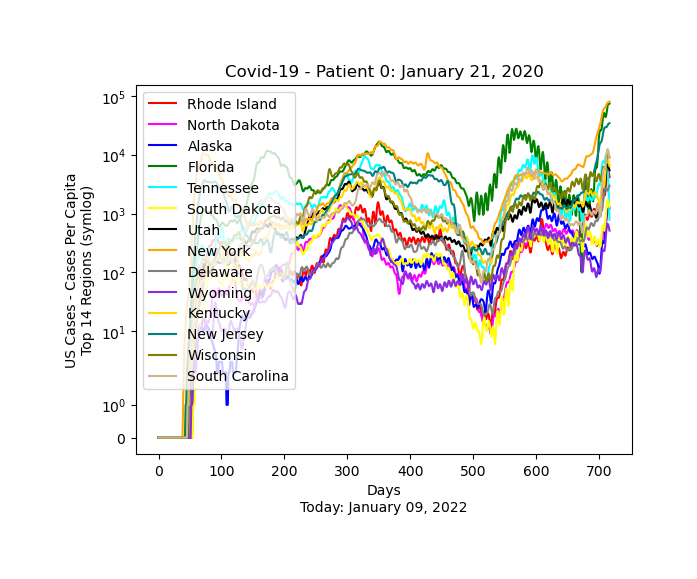 Covid-19 - Patient 0: January 21, 2020
US Cases - Cases Per Capita
Top 14 Regions (symlog)
10^5
10^4
10^3
10^2
10^1
10^0
0
Rhode Island
North Dakota
Alaska
Florida
Tennessee
South Dakota
Utah
New York
Delaware
Wyoming
Kentucky
New Jersey
Wisconsin
South Carolina
0 100 200 300 400 500 600 700
Days
Today: January 09, 2022